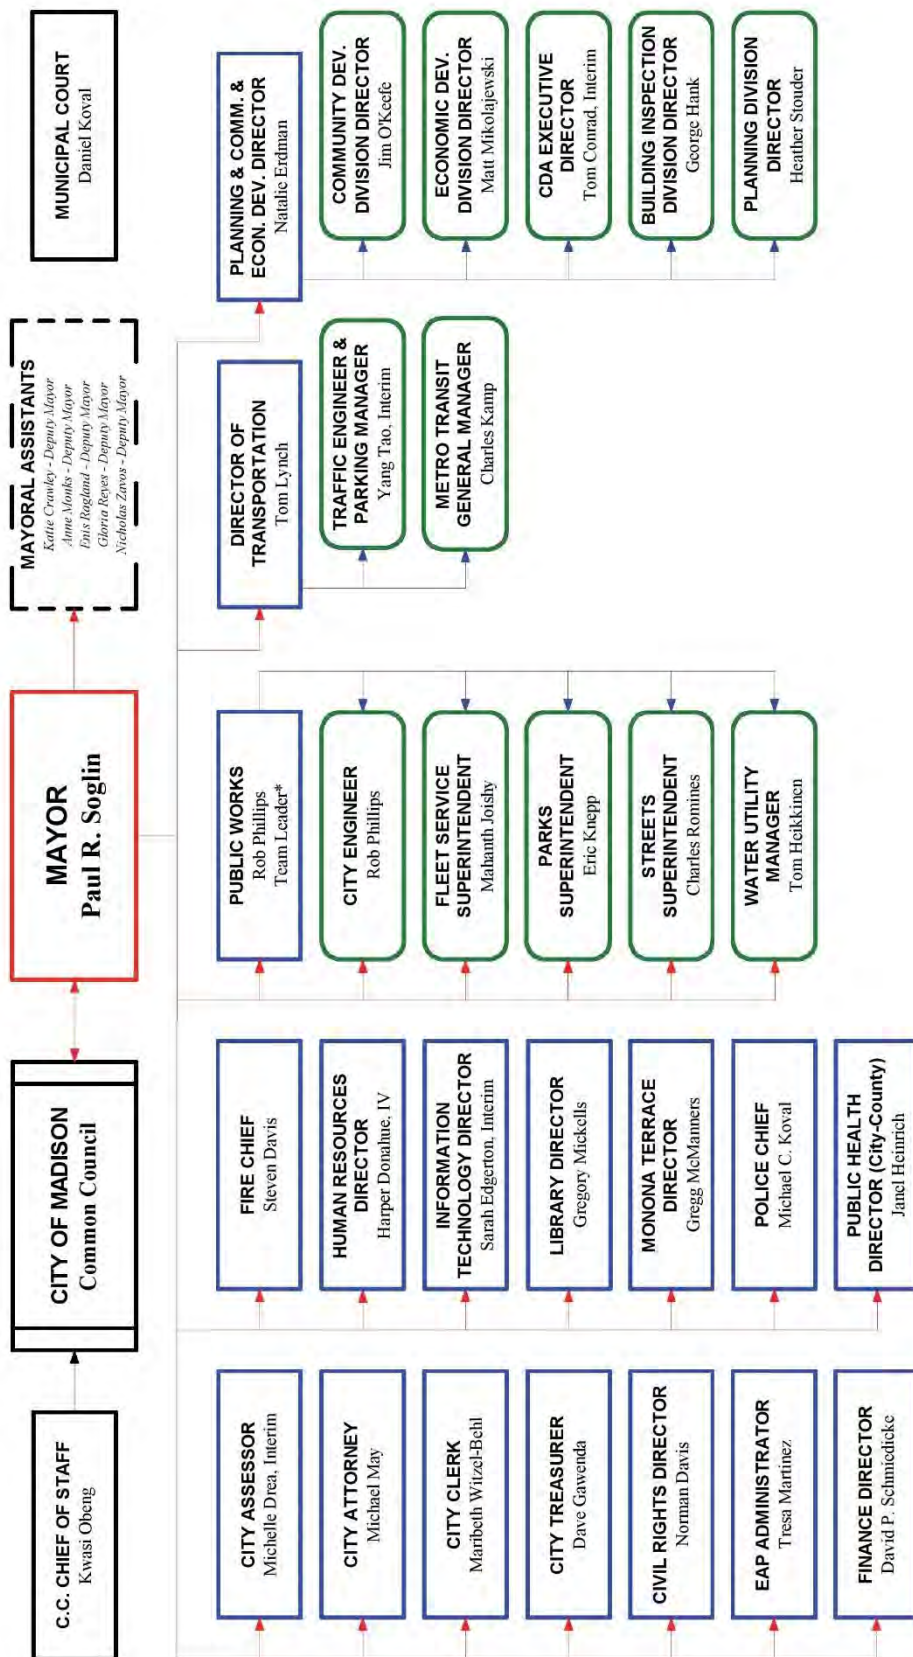 C.C. CHIEF OF STAFF
Kwasi Obeng
CITY OF MADISON
Common Council
MAYOR
Paul R. Soglin
MAYORAL ASSISTANTS
Katie Crawley - Deputy Mayor
Anne Monks - Deputy Mayor
Enis Ragland - Deputy Mayor
Gloria Reyes - Deputy Mayor
Nicholas Zavos - Deputy Mayor
MUNICIPAL COURT
Daniel Koval
CITY ASSESSOR
Michelle Drea, Interim
CITY ATTORNEY
Michael May
CITY CLERK
Maribeth Witzel-Behl
CITY TREASURER
Dave Gawenda
CIVIL RIGHTS DIRECTOR
Norman Davis
EAP ADMINISTRATOR
Tresa Martinez
FINANCE DIRECTOR
David P. Schmiedicke
FIRE CHIEF
Steven Davis
HUMAN RESOURCES
DIRECTOR
Harper Donahue, IV
INFORMATION
TECHNOLOGY DIRECTOR
Sarah Edgerton, Interim
LIBRARY DIRECTOR
Gregory Mickells
MONONA TERRACE
DIRECTOR
Gregg McManners
POLICE CHIEF
Michael C. Koval
PUBLIC HEALTH
DIRECTOR (City-County)
Janel Heinrich
PUBLIC WORKS
Rob Phillips
Team Leader*
CITY ENGINEER
Rob Phillips
FLEET SERVICE
SUPERINTENDENT
Mahanth Joishy
PARKS
SUPERINTENDENT
Eric Knepp
STREETS
SUPERINTENDENT
Charles Romines
WATER UTILITY
MANAGER
Tom Heikkinen
DIRECTOR OF
TRANSPORTATION
Tom Lynch
TRAFFIC ENGINEER &
PARKING MANAGER
Yang Tao, Interim
METRO TRANSIT
GENERAL MANAGER
Charles Kamp
PLANNING & COMM. &
ECON. DEV. DIRECTOR
Natalie Erdman
COMMUNITY DEV.
DIVISION DIRECTOR
Jim O'Keefe
ECONOMIC DEV.
DIVISION DIRECTOR
Matt Mikolajewski
CDA EXECUTIVE
DIRECTOR
Tom Conrad, Interim
BUILDING INSPECTION
DIVISION DIRECTOR
George Hank
PLANNING DIVISION
DIRECTOR
Heather Stouder